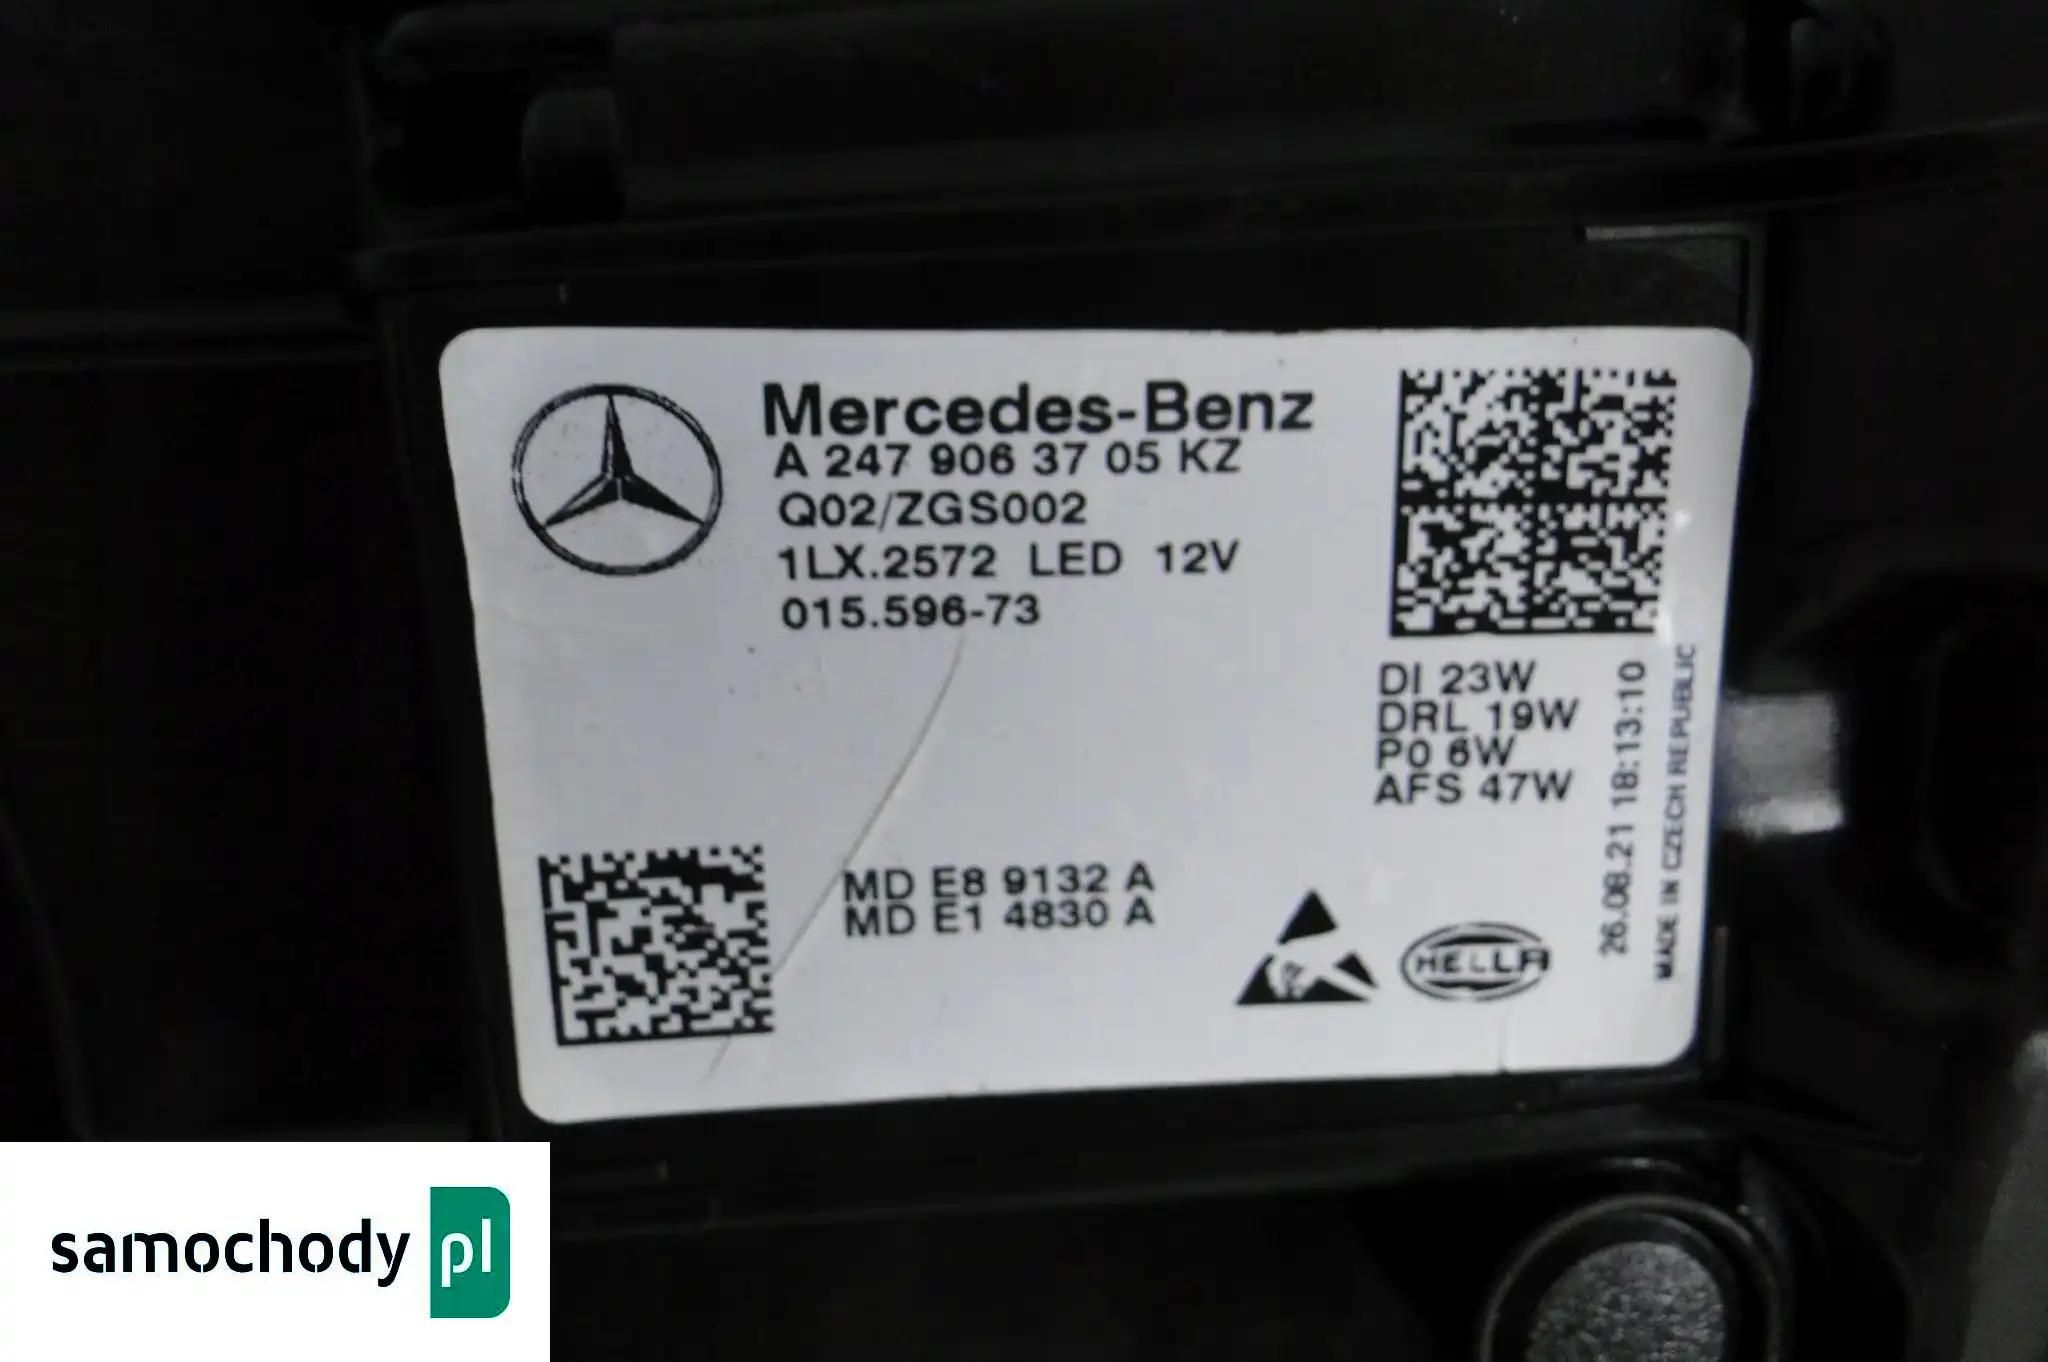 Mercedes-Benz
A 247 906 37 05 KZ
Q02/ZGS002
1LX.2572 LED 12V
015.596-73
DI 23W
DRL 19W
PO 6W
AFS 47W
26.08.21 18:13:10
MADE IN CZECH REPUBLIC
MD E8 9132 A
MD E1 4830 A
HELLA
samochody pl